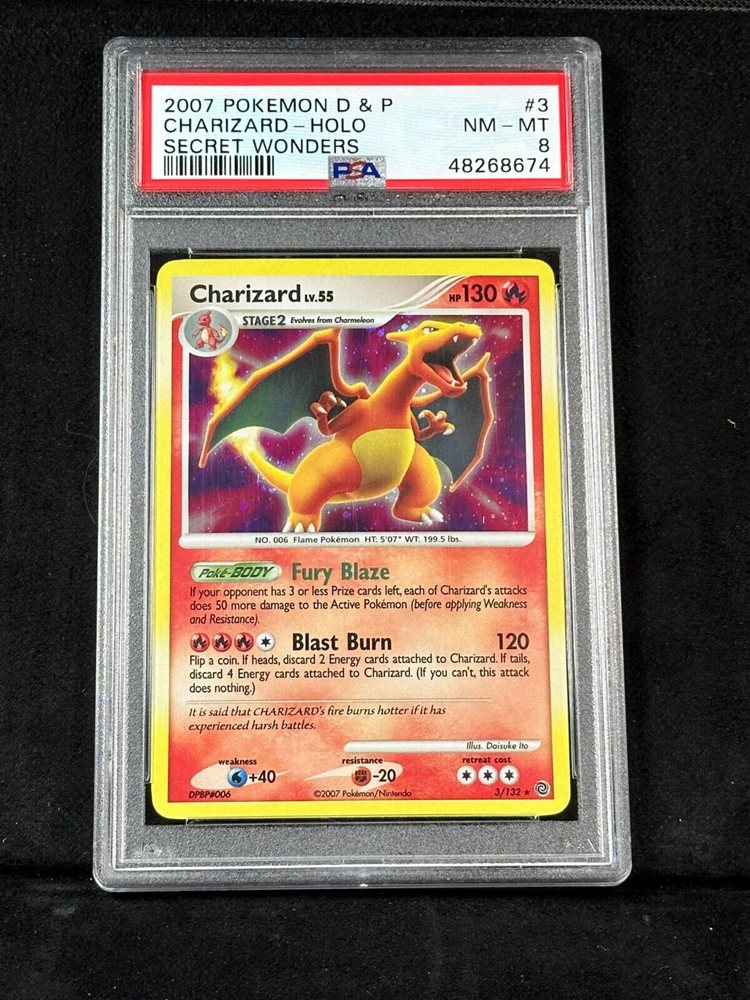 2007 POKEMON D & P #3
CHARIZARD - HOLO NM - MT
SECRET WONDERS 8
PSA 48268674
Charizard LV.55 HP 130
STAGE2 Evolves from Charmeleon
NO. 006 Flame Pokémon HT: 5'07" WT: 199.5 lbs.
Poké-BODY Fury Blaze
If your opponent has 3 or less Prize cards left, each of Charizard's attacks
does 50 more damage to the Active Pokémon (before applying Weakness
and Resistance).
Blast Burn 120
Flip a coin. If heads, discard 2 Energy cards attached to Charizard. If tails,
discard 4 Energy cards attached to Charizard. (If you can't, this attack
does nothing.)
It is said that CHARIZARD's fire burns hotter if it has
experienced harsh battles.
Illus. Daisuke Ito
weakness resistance retreat cost
+40 -20
DPBP#006 ©2007 Pokémon/Nintendo 3/132 ★